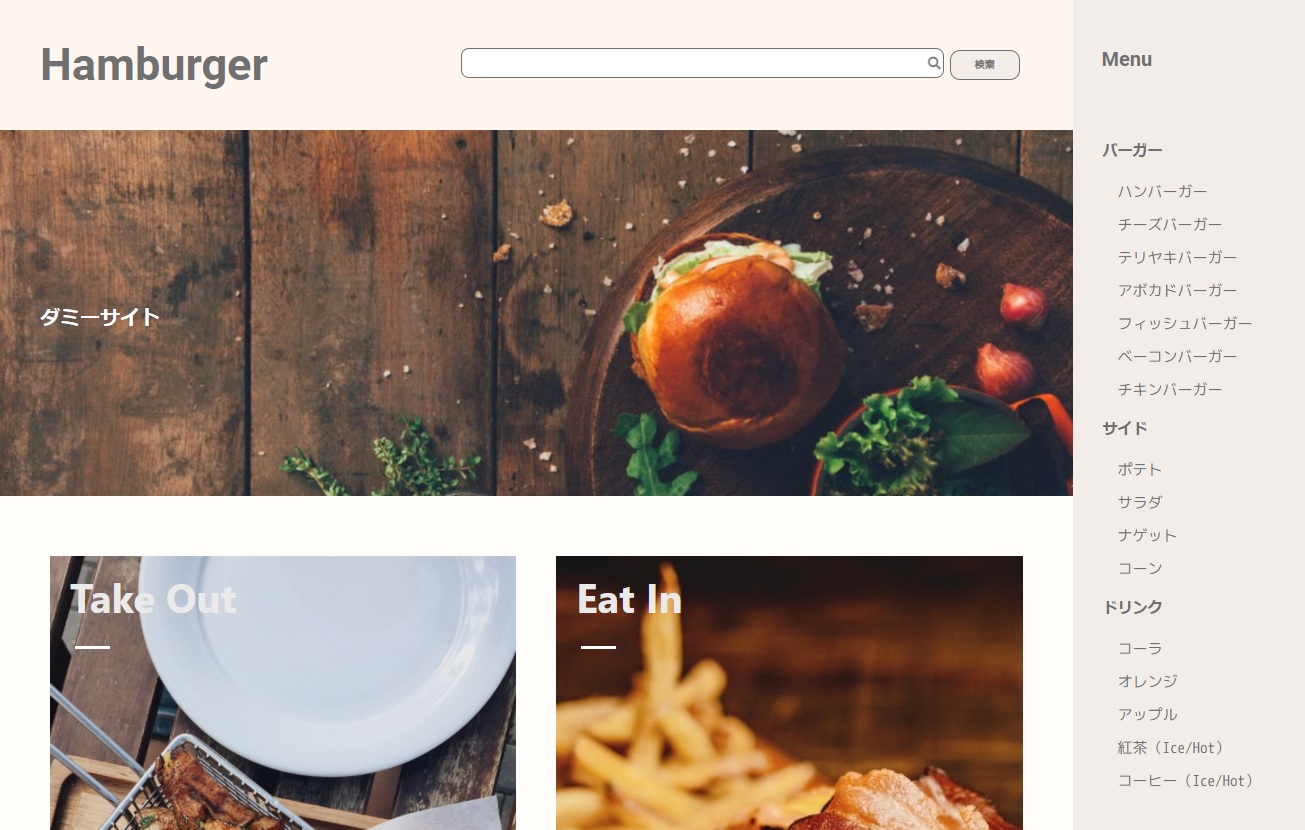 Hamburger
検索
ダミーサイト
Take Out
Eat In
Menu
バーガー
ハンバーガー
チーズバーガー
テリヤキバーガー
アボカドバーガー
フィッシュバーガー
ベーコンバーガー
チキンバーガー
サイド
ポテト
サラダ
ナゲット
コーン
ドリンク
コーラ
オレンジ
アップル
紅茶（Ice/Hot）
コーヒー（Ice/Hot）